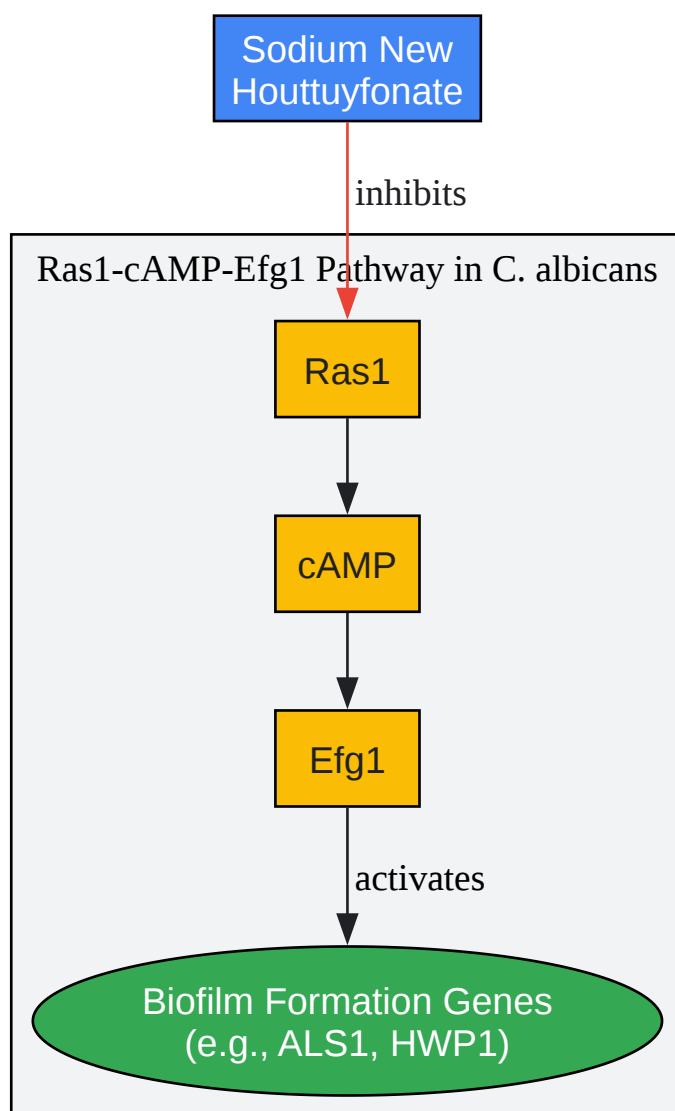 Sodium New
Houttuyfonate
inhibits
Ras1-cAMP-Efg1 Pathway in C. albicans
Ras1
cAMP
Efg1
activates
Biofilm Formation Genes
(e.g., ALS1, HWP1)